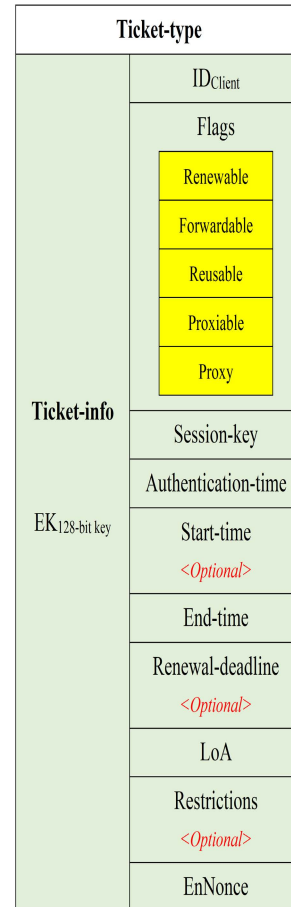 Ticket-type
Ticket-info
EK128-bit key
IDClient
Flags
Renewable
Forwardable
Reusable
Proxiable
Proxy
Session-key
Authentication-time
Start-time
<Optional>
End-time
Renewal-deadline
<Optional>
LoA
Restrictions
<Optional>
EnNonce